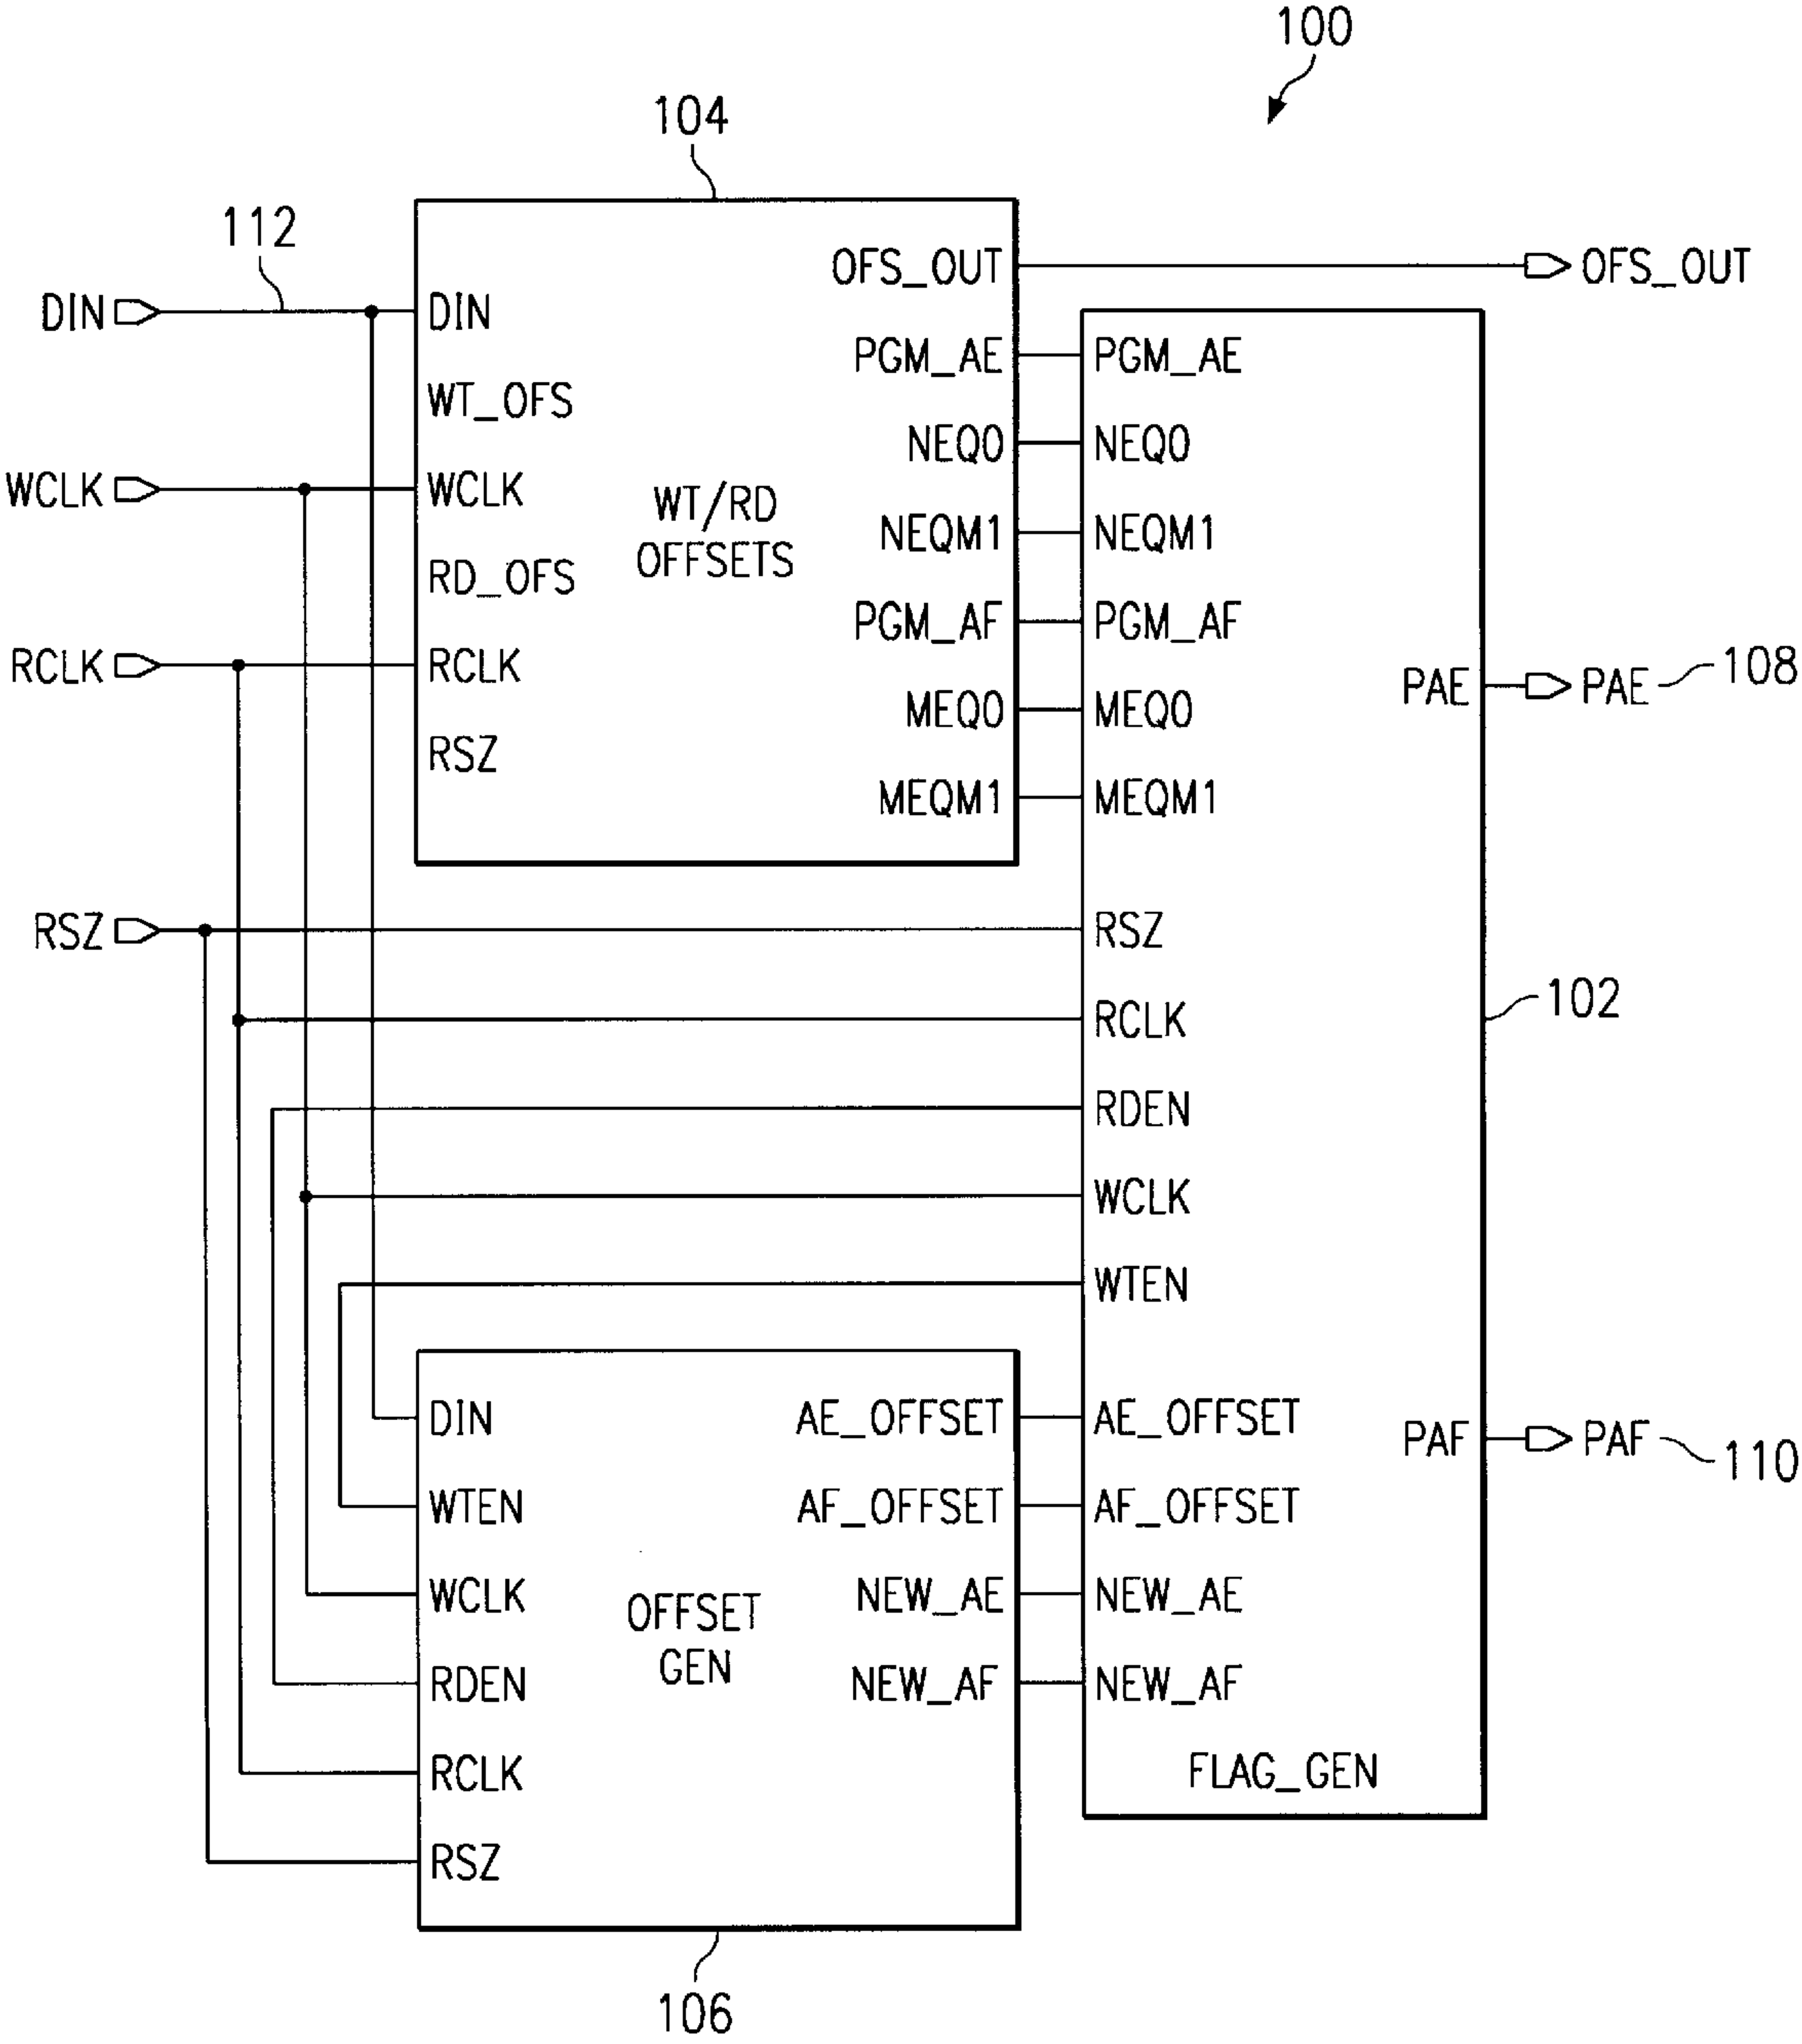 100
104
112
DIN
WCLK
RCLK
RSZ
DIN
WT_OFS
WCLK
RD_OFS
RCLK
RSZ
WT/RD
OFFSETS
OFS_OUT
PGM_AE
NEQ0
NEQM1
PGM_AF
MEQ0
MEQM1
OFS_OUT
PGM_AE
NEQ0
NEQM1
PGM_AF
MEQ0
MEQM1
RSZ
RCLK
RDEN
WCLK
WTEN
AE_OFFSET
AF_OFFSET
NEW_AE
NEW_AF
FLAG_GEN
PAE
PAE
108
102
PAF
PAF
110
DIN
WTEN
WCLK
RDEN
RCLK
RSZ
OFFSET
GEN
AE_OFFSET
AF_OFFSET
NEW_AE
NEW_AF
106